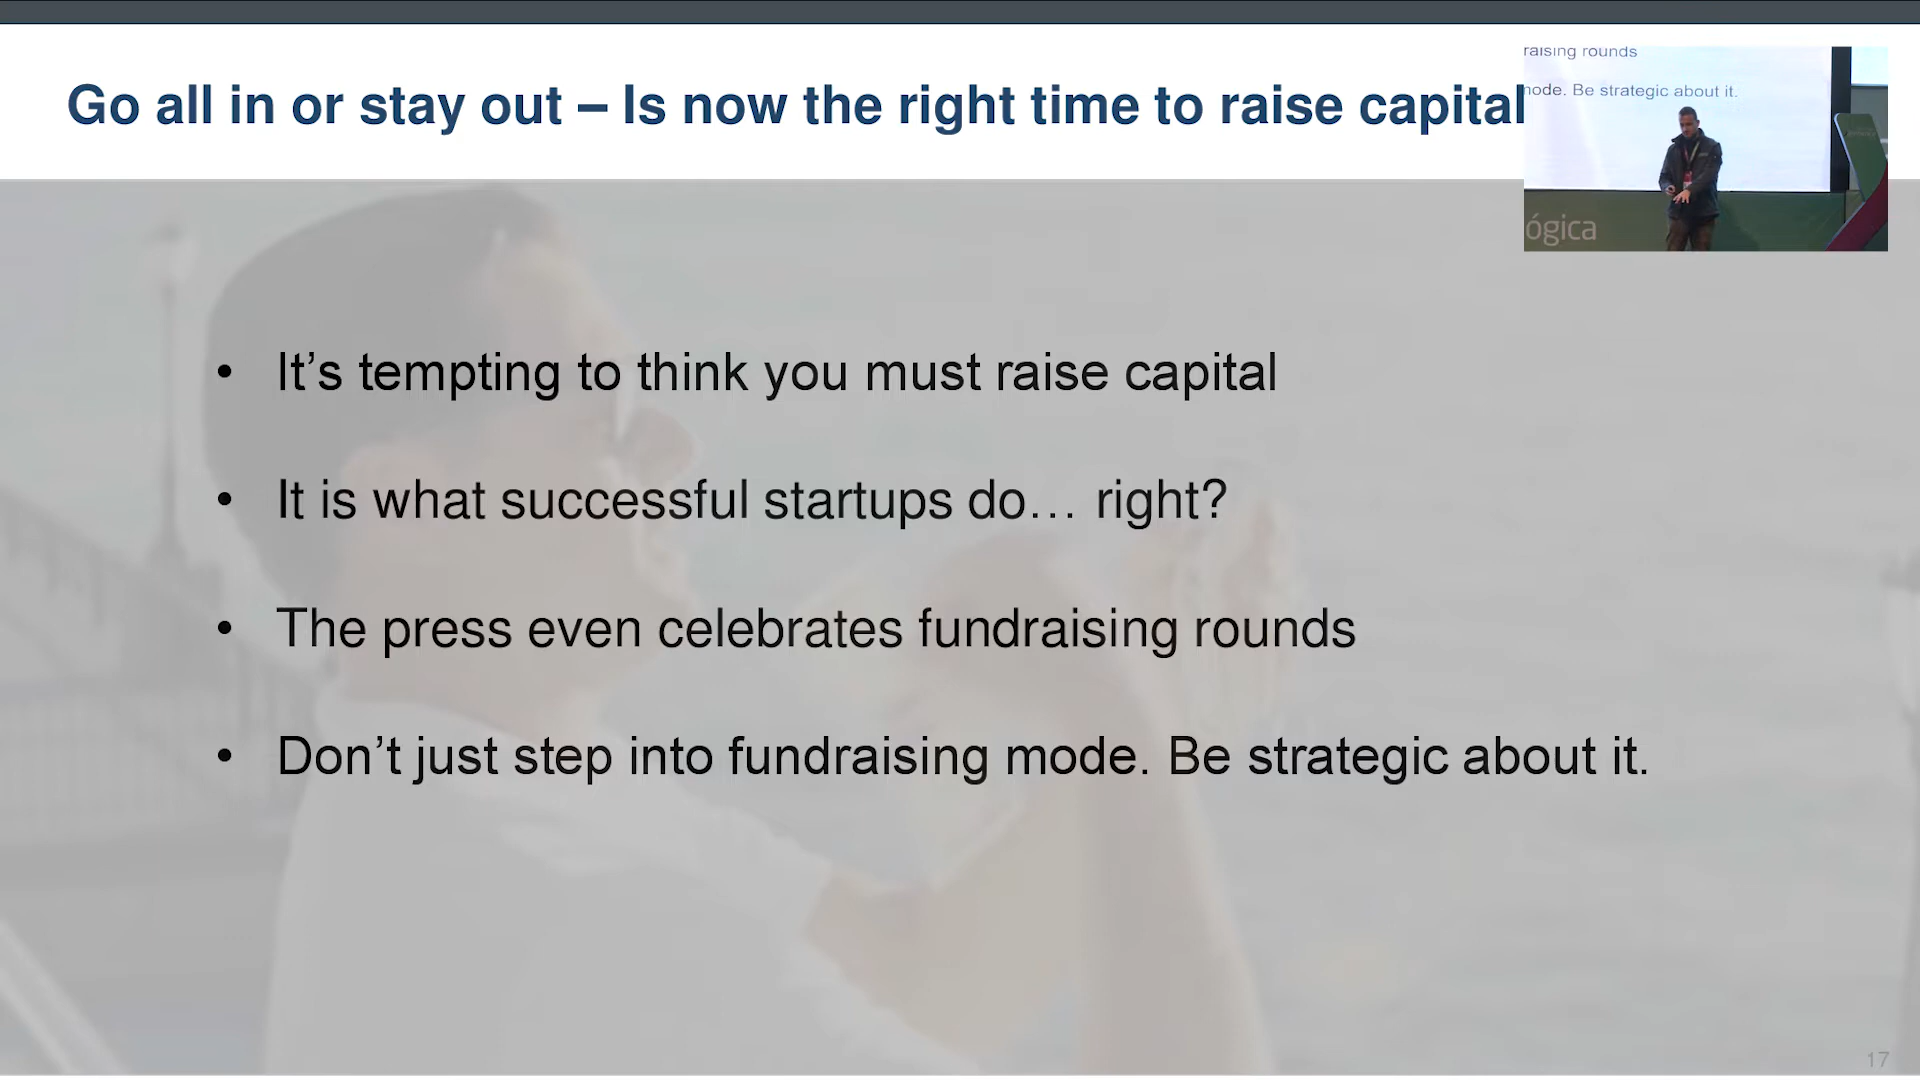 Go all in or stay out – Is now the right time to raise capital
raising rounds
mode. Be strategic about it.
ógica
• It’s tempting to think you must raise capital
• It is what successful startups do… right?
• The press even celebrates fundraising rounds
• Don’t just step into fundraising mode. Be strategic about it.
17